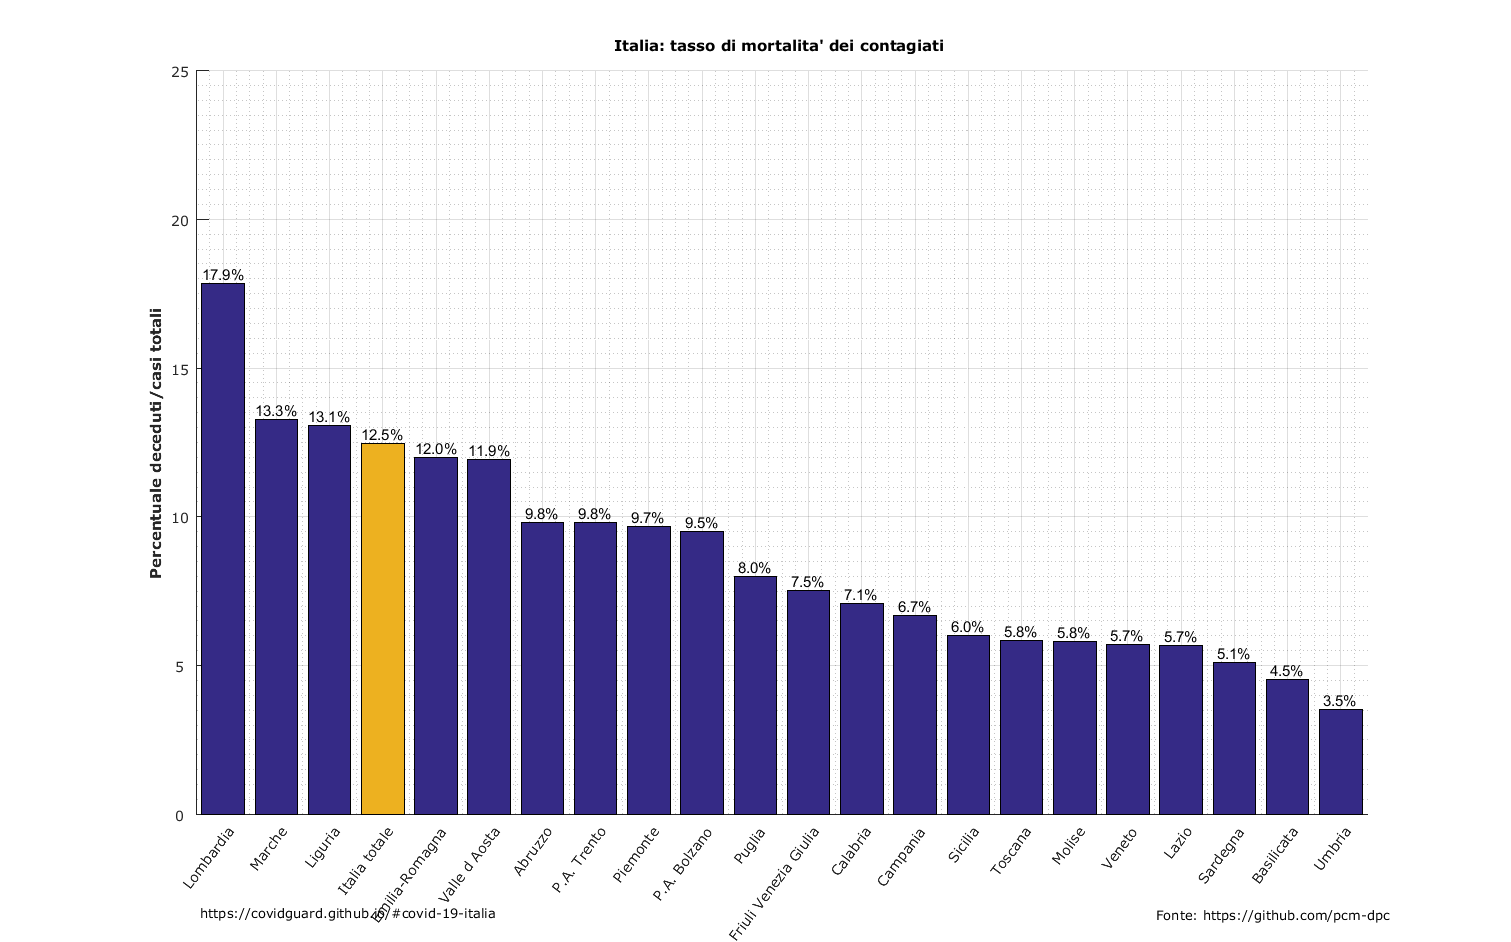 Italia: tasso di mortalita' dei contagiati
Percentuale deceduti/casi totali
25
20
15
10
5
0
17.9%
13.3%
13.1%
12.5%
12.0%
11.9%
9.8%
9.8%
9.7%
9.5%
8.0%
7.5%
7.1%
6.7%
6.0%
5.8%
5.8%
5.7%
5.7%
5.1%
4.5%
3.5%
Lombardia
Marche
Liguria
Italia totale
Emilia-Romagna
Valle d Aosta
Abruzzo
P.A. Trento
Piemonte
P.A. Bolzano
Puglia
Friuli Venezia Giulia
Calabria
Campania
Sicilia
Toscana
Molise
Veneto
Lazio
Sardegna
Basilicata
Umbria
https://covidguard.github.io/#covid-19-italia
Fonte: https://github.com/pcm-dpc